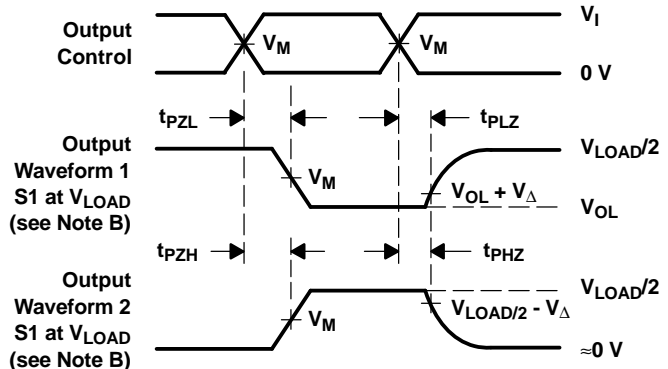 Output
Control
V_M
V_M
V_I
0 V
t_PZL
t_PLZ
Output
Waveform 1
S1 at V_LOAD
(see Note B)
V_M
V_LOAD/2
V_OL + V_Δ
V_OL
t_PZH
t_PHZ
Output
Waveform 2
S1 at V_LOAD
(see Note B)
V_M
V_LOAD/2
V_LOAD/2 - V_Δ
≈0 V